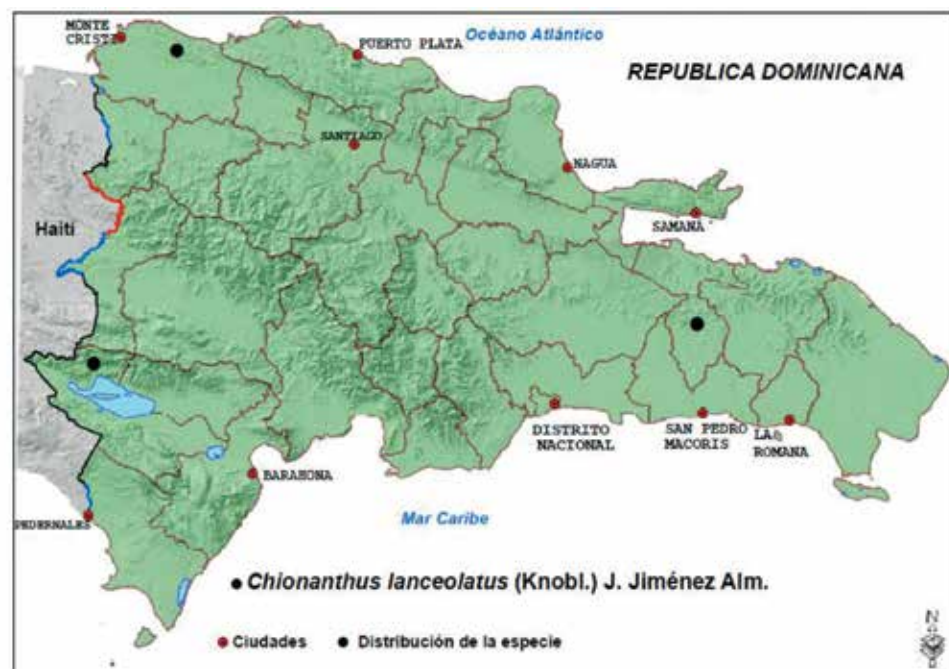 MONTE
CRISTI
PUERTO PLATA
Océano Atlántico
REPUBLICA DOMINICANA
SANTIAGO
NAGUA
Haití
SAMANA
DISTRITO
NACIONAL
SAN PEDRO
MACORIS
LA
ROMANA
BARAHONA
PEDERNALES
Mar Caribe
Chionanthus lanceolatus (Knobl.) J. Jiménez Alm.
Ciudades
Distribución de la especie
N